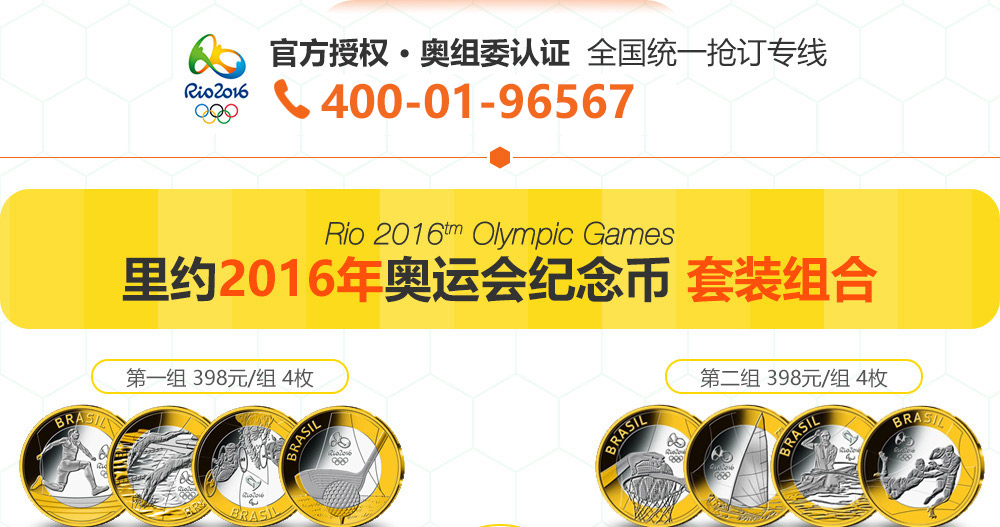 官方授权·奥组委认证 全国统一抢订专线
Rio2016
400-01-96567
Rio 2016tm Olympic Games
里约2016年奥运会纪念币 套装组合
第一组 398元/组 4枚
第二组 398元/组 4枚
BRASIL
Rio2016
Rio2016
BRASIL
BRASIL
Rio2016
BRASIL
BRASIL
BRASIL